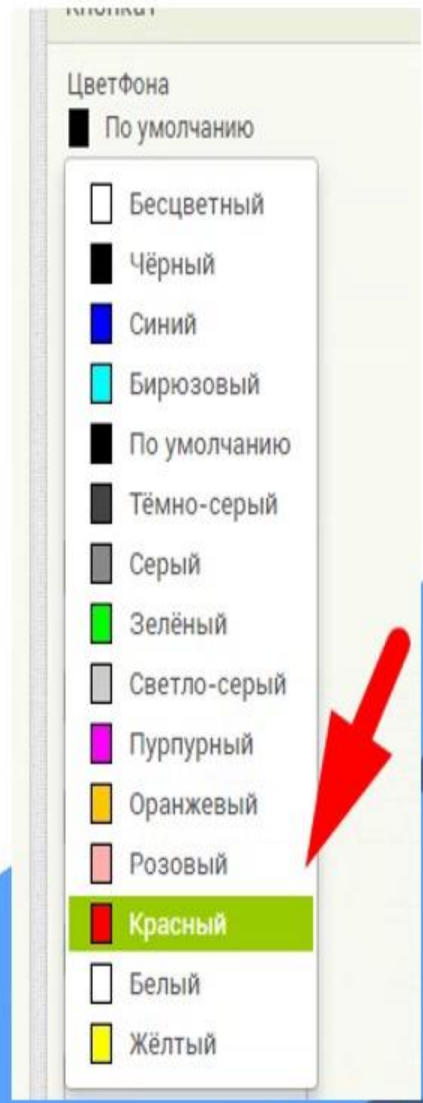 Кнопка1
ЦветФона
По умолчанию
Бесцветный
Чёрный
Синий
Бирюзовый
По умолчанию
Тёмно-серый
Серый
Зелёный
Светло-серый
Пурпурный
Оранжевый
Розовый
Красный
Белый
Жёлтый